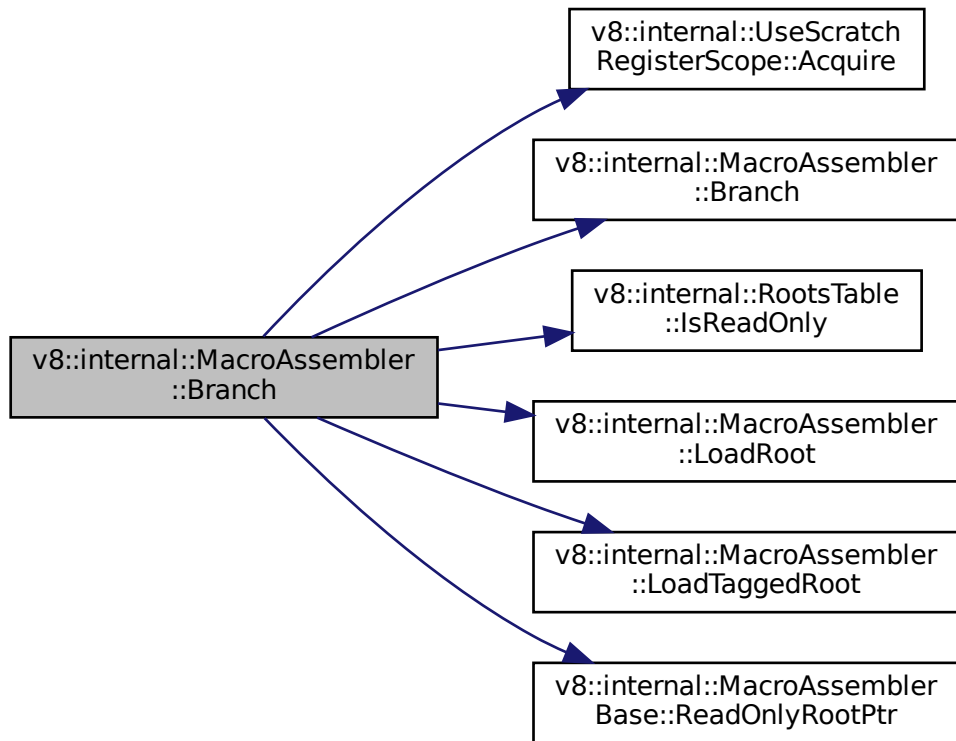 v8::internal::UseScratch
RegisterScope::Acquire
v8::internal::MacroAssembler
::Branch
v8::internal::RootsTable
::IsReadOnly
v8::internal::MacroAssembler
::Branch
v8::internal::MacroAssembler
::LoadRoot
v8::internal::MacroAssembler
::LoadTaggedRoot
v8::internal::MacroAssembler
Base::ReadOnlyRootPtr